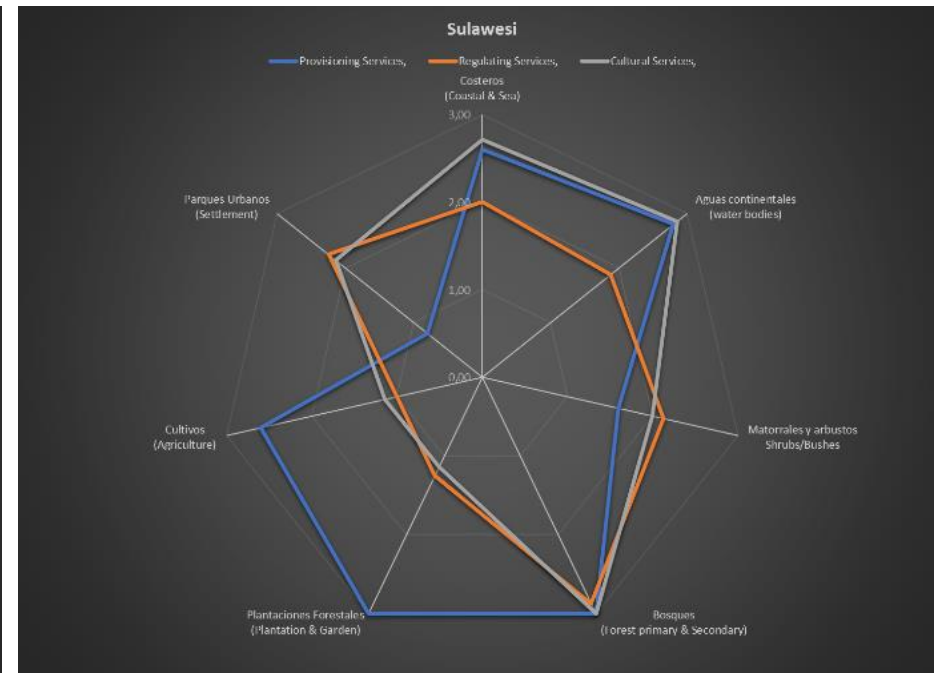 Sulawesi
Provisioning Services, Regulating Services, Cultural Services,
Costeros
(Coastal & Sea)
3,00
Parques Urbanos
(Settlement)
Aguas continentales
(water bodies)
2,00
1,00
0,00
Cultivos
(Agriculture)
Matorrales y arbustos
Shrubs/Bushes
Plantaciones Forestales
(Plantation & Garden)
Bosques
(Forest primary & Secondary)